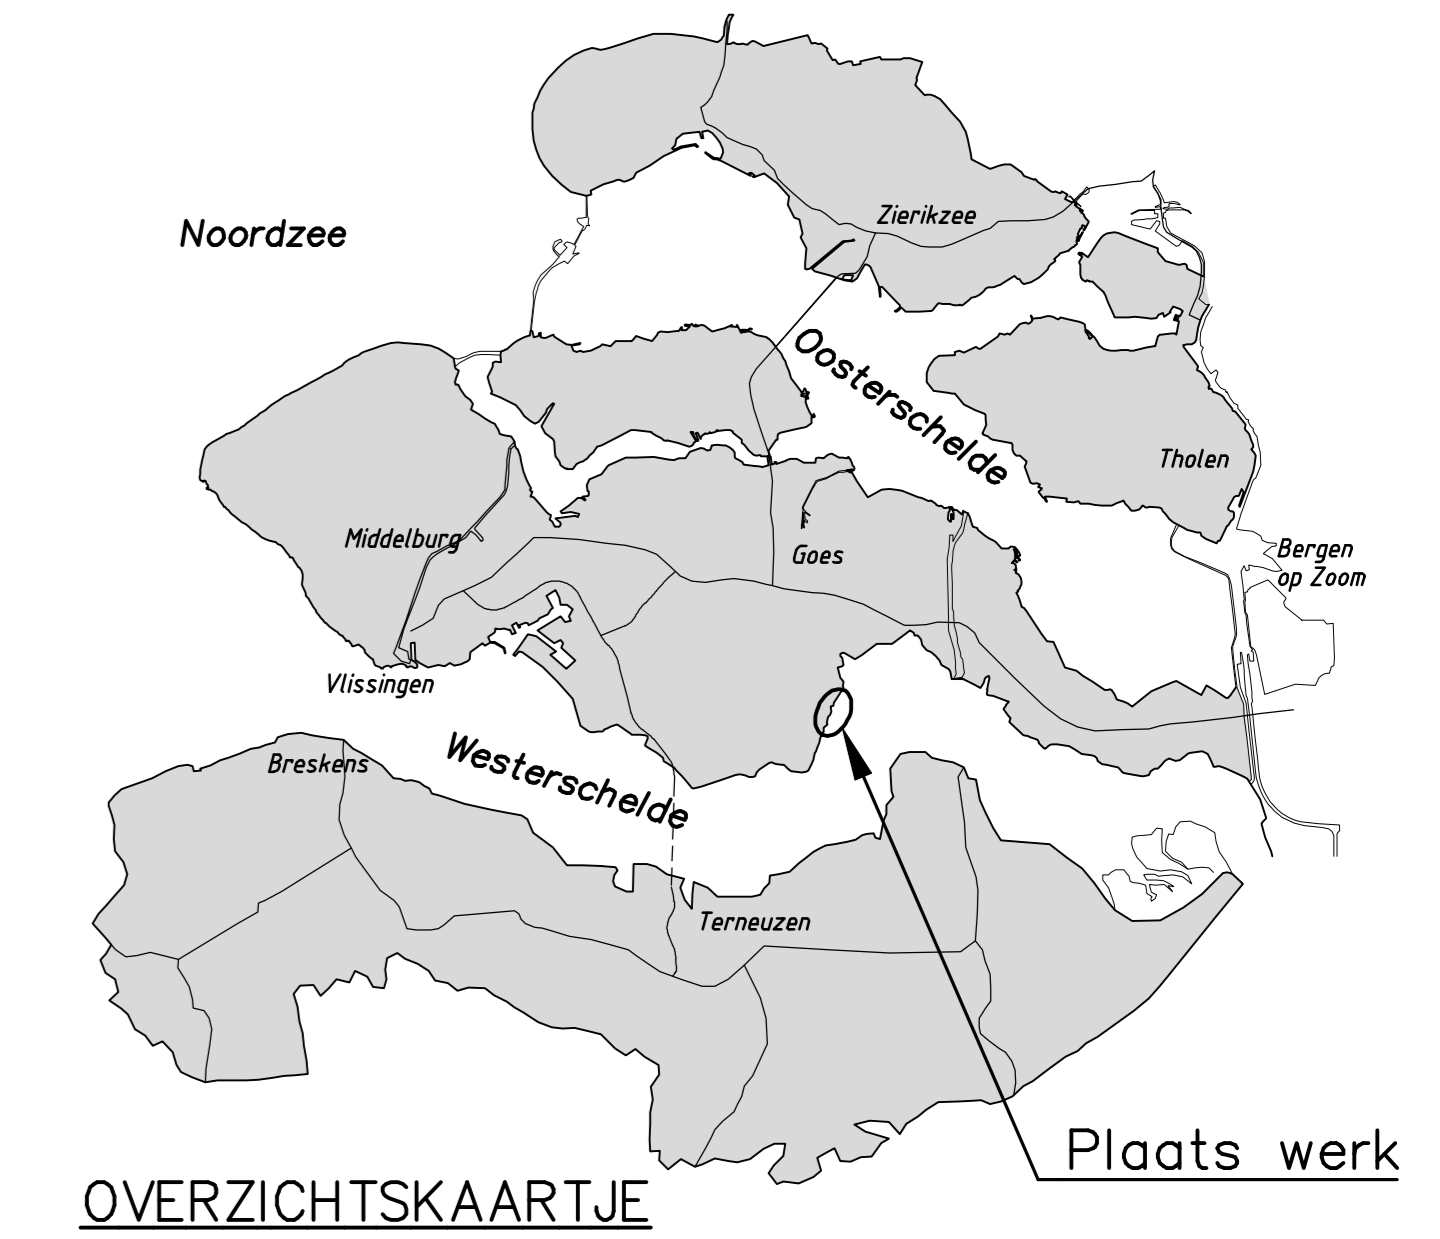 Noordzee
Zierikzee
Oosterschelde
Tholen
Middelburg
Goes
Bergen
op Zoom
Vlissingen
Westerschelde
Breskens
Terneuzen
Plaats werk
OVERZICHTSKAARTJE